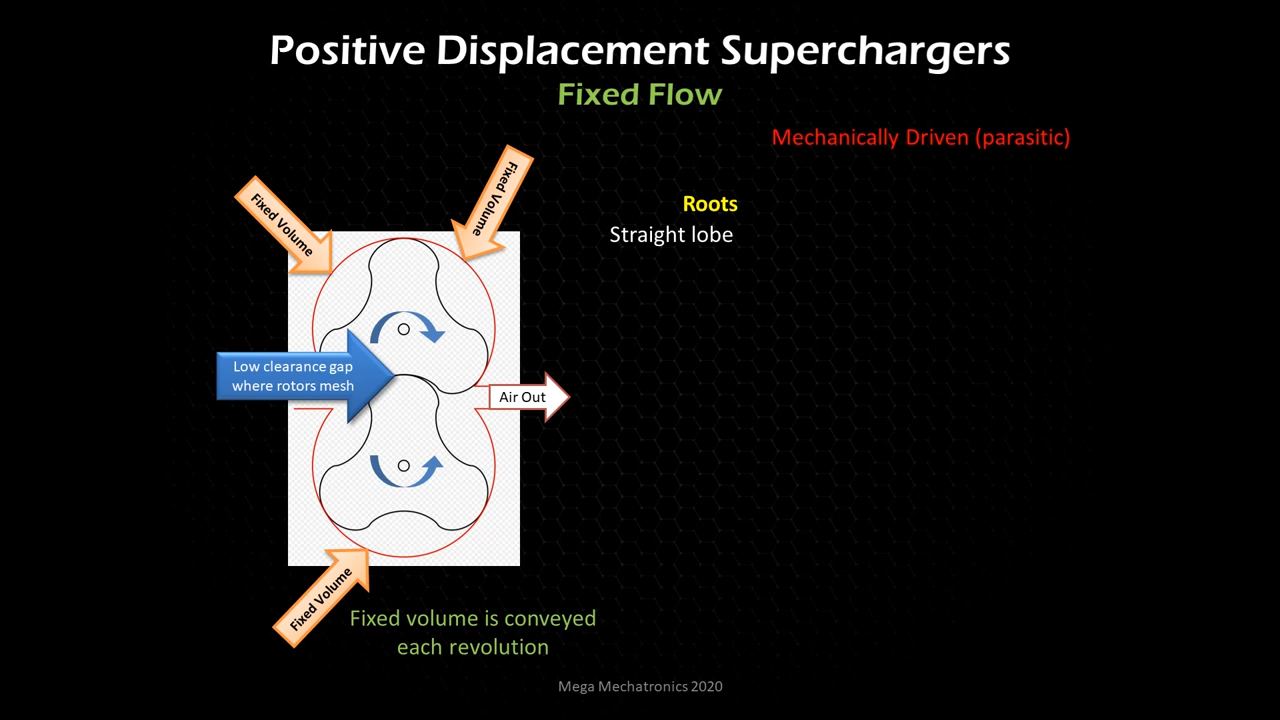 Positive Displacement Superchargers
Fixed Flow
Mechanically Driven (parasitic)
Fixed Volume
Fixed Volume
Roots
Straight lobe
Low clearance gap
where rotors mesh
Air Out
Fixed Volume
Fixed volume is conveyed
each revolution
Mega Mechatronics 2020